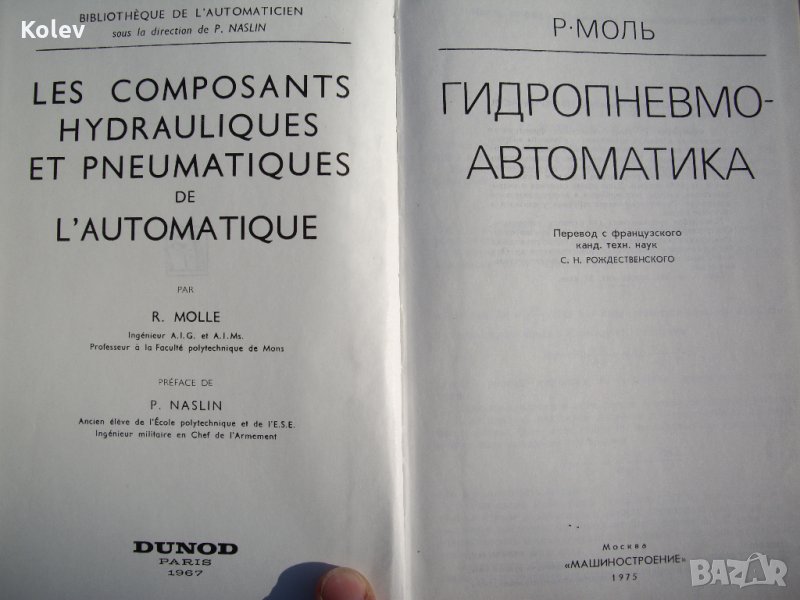 Kolev
BIBLIOTHÈQUE DE L'AUTOMATICIEN
sous la direction de P. NASLIN
LES COMPOSANTS
HYDRAULIQUES
ET PNEUMATIQUES
DE
L'AUTOMATIQUE
PAR
R. MOLLE
Ingénieur A.I.G. et A.I.Ms.
Professeur à la Faculté polytechnique de Mons
PRÉFACE DE
P. NASLIN
Ancien élève de l'École polytechnique et de l'E.S.E.
Ingénieur militaire en Chef de l'Armement
DUNOD
PARIS
1967
Р·МОЛЬ
ГИДРОПНЕВМО-
АВТОМАТИКА
Перевод с французского
канд. техн. наук
С. Н. РОЖДЕСТВЕНСКОГО
Москва
«МАШИНОСТРОЕНИЕ»
1975
BAZAR